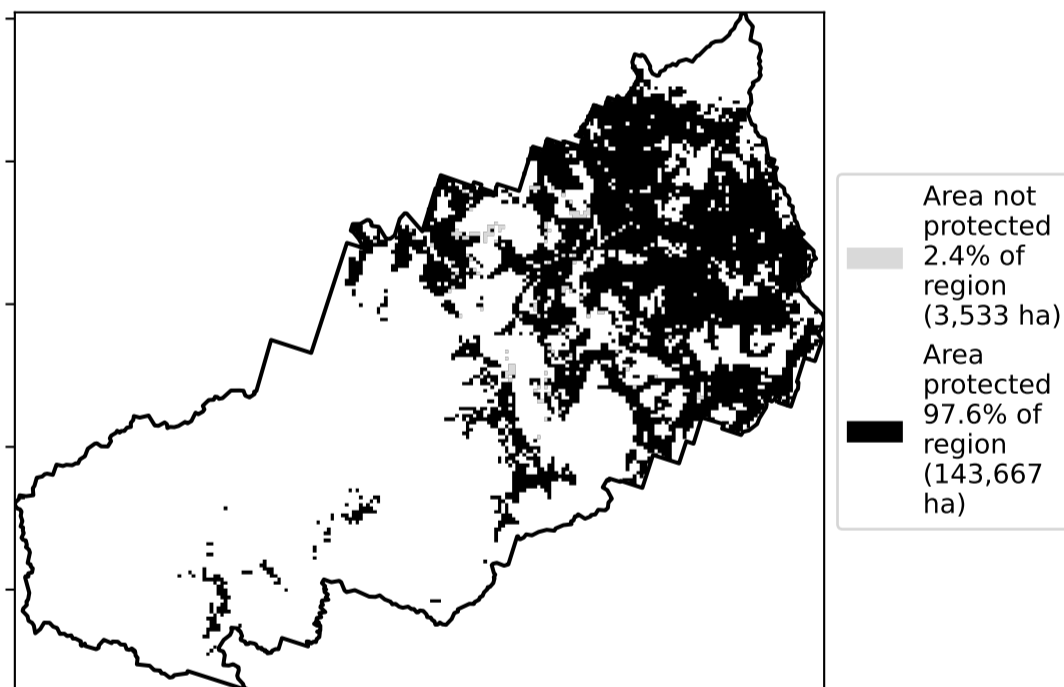 Area not
protected
2.4% of
region
(3,533 ha)
Area
protected
97.6% of
region
(143,667
ha)